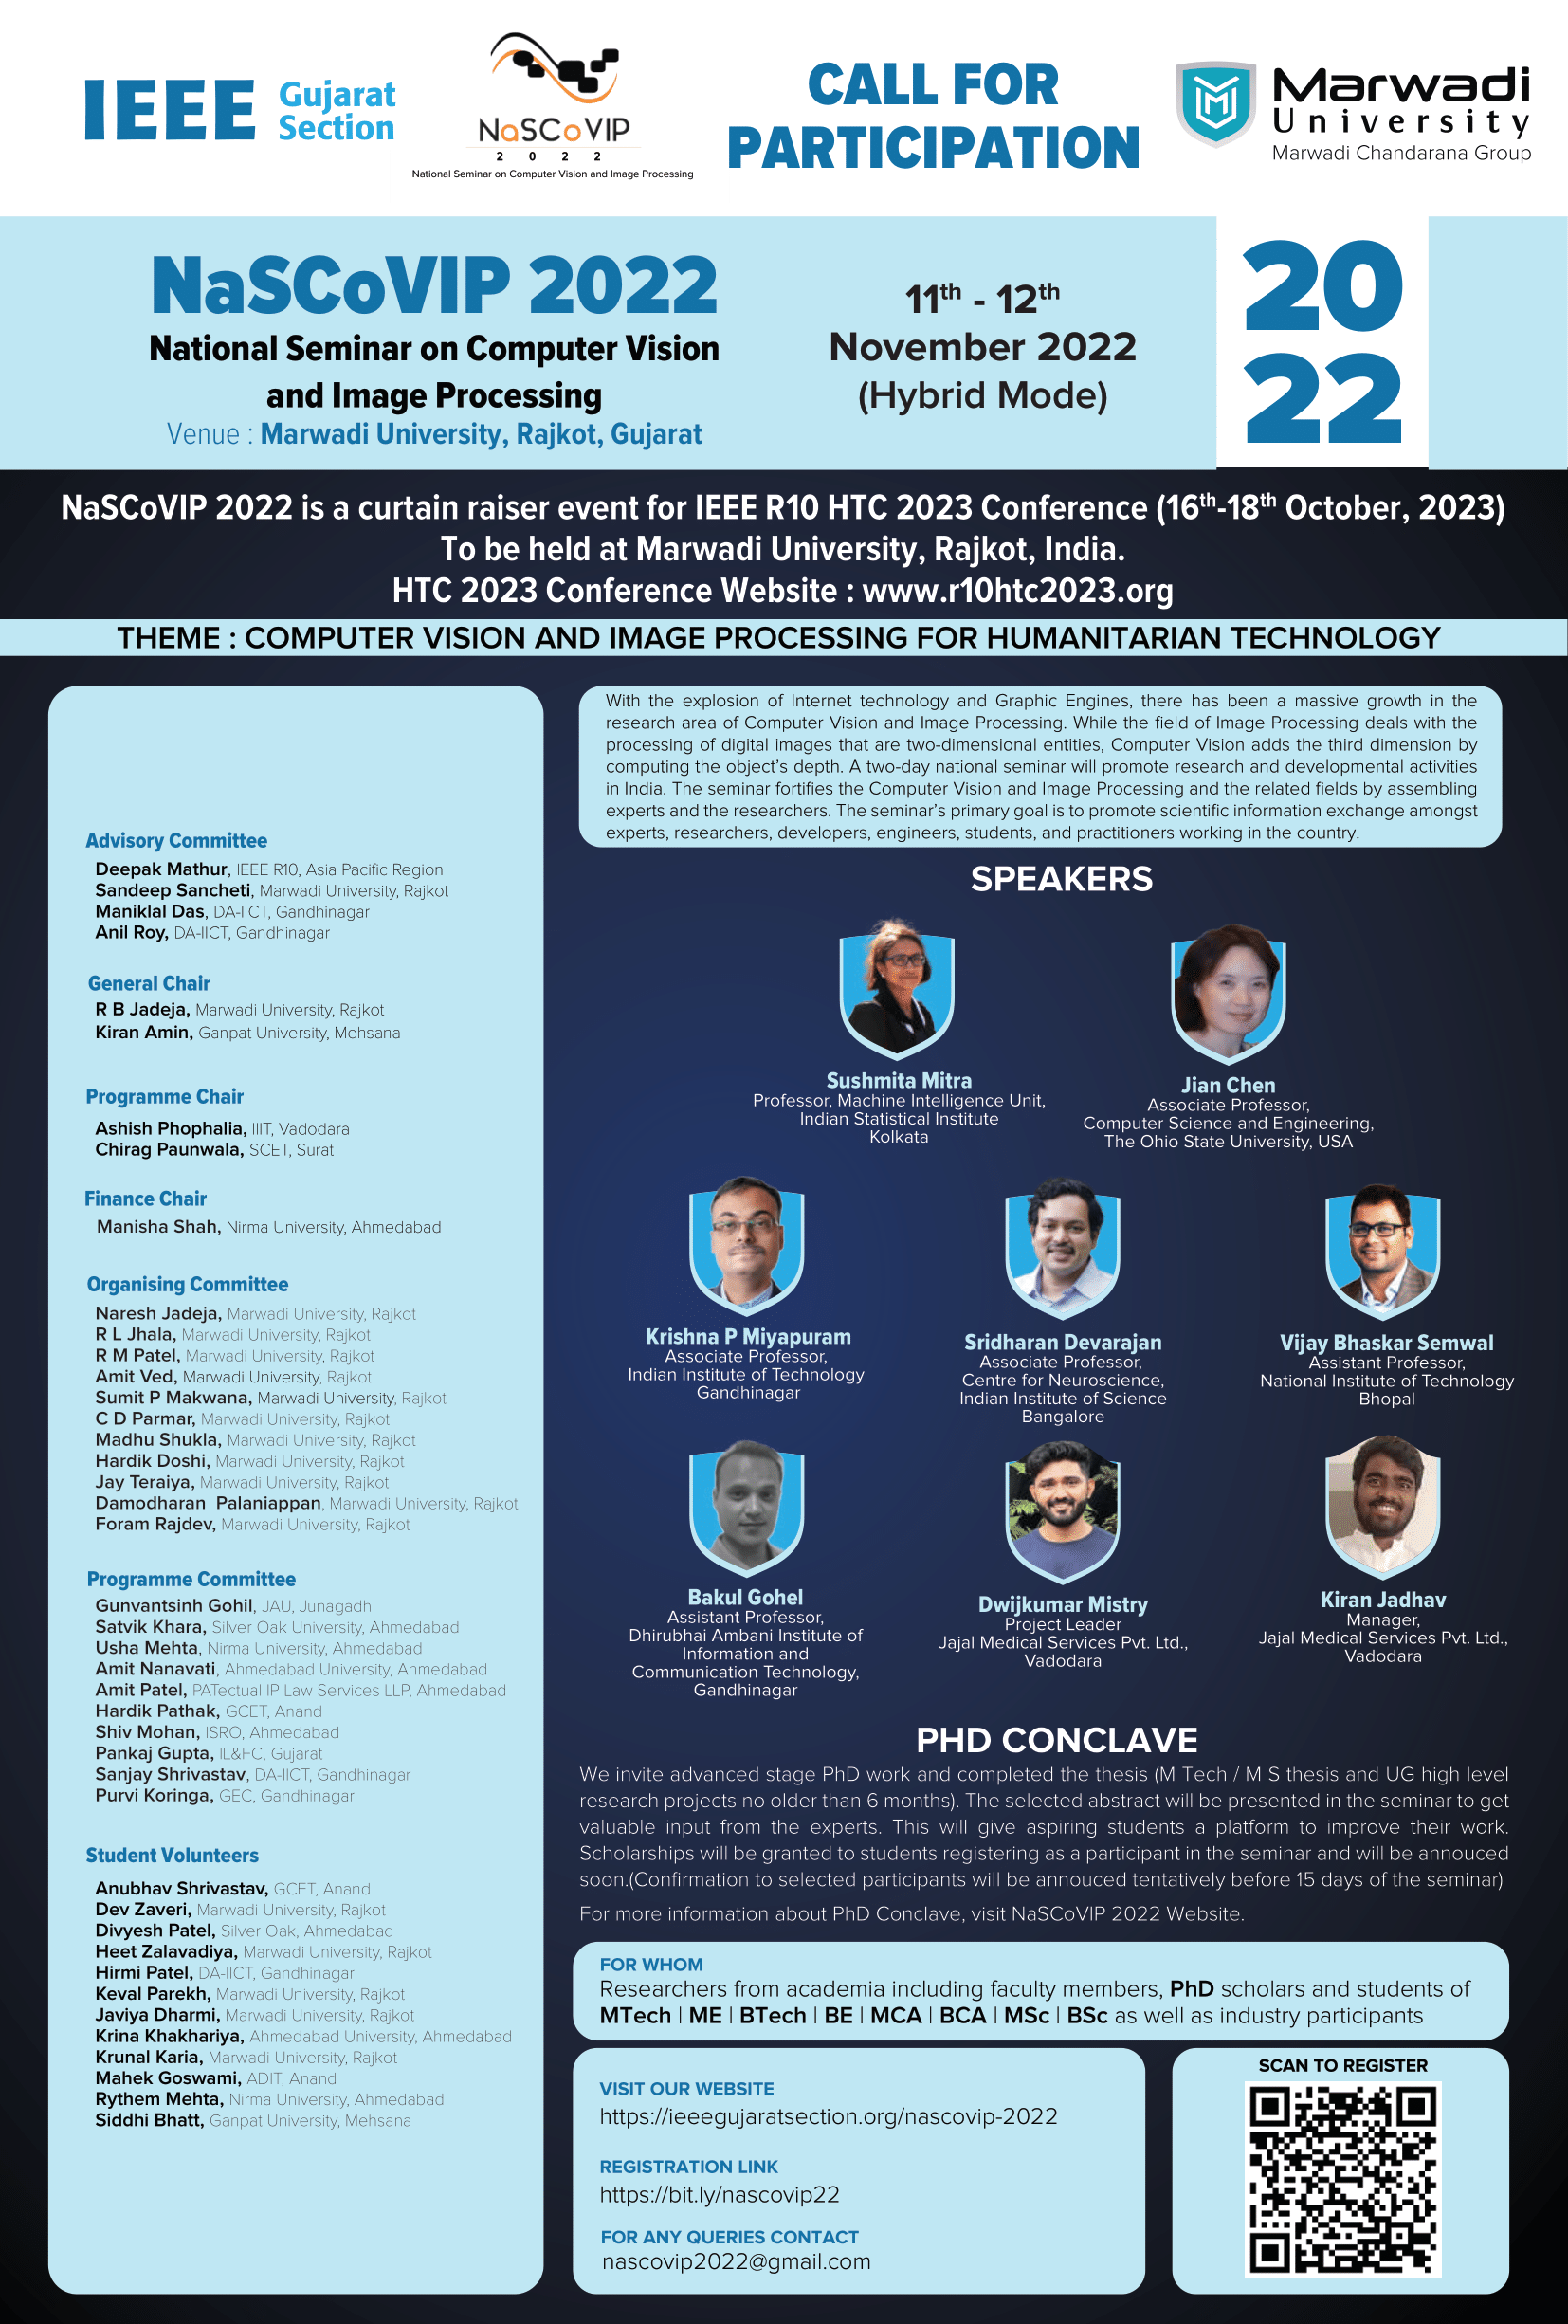 IEEE Gujarat
Section
NaSCoVIP
2 0 2 2
National Seminar on Computer Vision and Image Processing
CALL FOR
PARTICIPATION
Marwadi
University
Marwadi Chandarana Group
NaSCoVIP 2022
National Seminar on Computer Vision
and Image Processing
Venue : Marwadi University, Rajkot, Gujarat
11th - 12th
November 2022
(Hybrid Mode)
20
22
NaSCoVIP 2022 is a curtain raiser event for IEEE R10 HTC 2023 Conference (16th-18th October, 2023)
To be held at Marwadi University, Rajkot, India.
HTC 2023 Conference Website : www.r10htc2023.org
THEME : COMPUTER VISION AND IMAGE PROCESSING FOR HUMANITARIAN TECHNOLOGY
Advisory Committee
Deepak Mathur, IEEE R10, Asia Pacific Region
Sandeep Sancheti, Marwadi University, Rajkot
Maniklal Das, DA-IICT, Gandhinagar
Anil Roy, DA-IICT, Gandhinagar
General Chair
R B Jadeja, Marwadi University, Rajkot
Kiran Amin, Ganpat University, Mehsana
Programme Chair
Ashish Phophalia, IIIT, Vadodara
Chirag Paunwala, SCET, Surat
Finance Chair
Manisha Shah, Nirma University, Ahmedabad
Organising Committee
Naresh Jadeja, Marwadi University, Rajkot
R L Jhala, Marwadi University, Rajkot
R M Patel, Marwadi University, Rajkot
Amit Ved, Marwadi University, Rajkot
Sumit P Makwana, Marwadi University, Rajkot
C D Parmar, Marwadi University, Rajkot
Madhu Shukla, Marwadi University, Rajkot
Hardik Doshi, Marwadi University, Rajkot
Jay Teraiya, Marwadi University, Rajkot
Damodharan Palaniappan, Marwadi University, Rajkot
Foram Rajdev, Marwadi University, Rajkot
Programme Committee
Gunvantsinh Gohil, JAU, Junagadh
Satvik Khara, Silver Oak University, Ahmedabad
Usha Mehta, Nirma University, Ahmedabad
Amit Nanavati, Ahmedabad University, Ahmedabad
Amit Patel, PATectual IP Law Services LLP, Ahmedabad
Hardik Pathak, GCET, Anand
Shiv Mohan, ISRO, Ahmedabad
Pankaj Gupta, IL&FC, Gujarat
Sanjay Shrivastav, DA-IICT, Gandhinagar
Purvi Koringa, GEC, Gandhinagar
Student Volunteers
Anubhav Shrivastav, GCET, Anand
Dev Zaveri, Marwadi University, Rajkot
Divyesh Patel, Silver Oak, Ahmedabad
Heet Zalavadiya, Marwadi University, Rajkot
Hirmi Patel, DA-IICT, Gandhinagar
Keval Parekh, Marwadi University, Rajkot
Javiya Dharmi, Marwadi University, Rajkot
Krina Khakhariya, Ahmedabad University, Ahmedabad
Krunal Karia, Marwadi University, Rajkot
Mahek Goswami, ADIT, Anand
Rythem Mehta, Nirma University, Ahmedabad
Siddhi Bhatt, Ganpat University, Mehsana
With the explosion of Internet technology and Graphic Engines, there has been a massive growth in the
research area of Computer Vision and Image Processing. While the field of Image Processing deals with the
processing of digital images that are two-dimensional entities, Computer Vision adds the third dimension by
computing the object's depth. A two-day national seminar will promote research and developmental activities
in India. The seminar fortifies the Computer Vision and Image Processing and the related fields by assembling
experts and the researchers. The seminar's primary goal is to promote scientific information exchange amongst
experts, researchers, developers, engineers, students, and practitioners working in the country.
SPEAKERS
Sushmita Mitra
Professor, Machine Intelligence Unit,
Indian Statistical Institute
Kolkata
Jian Chen
Associate Professor,
Computer Science and Engineering,
The Ohio State University, USA
Krishna P Miyapuram
Associate Professor,
Indian Institute of Technology
Gandhinagar
Sridharan Devarajan
Associate Professor,
Centre for Neuroscience,
Indian Institute of Science
Bangalore
Vijay Bhaskar Semwal
Assistant Professor,
National Institute of Technology
Bhopal
Bakul Gohel
Assistant Professor,
Dhirubhai Ambani Institute of
Information and
Communication Technology,
Gandhinagar
Dwijkumar Mistry
Project Leader
Jajal Medical Services Pvt. Ltd.,
Vadodara
Kiran Jadhav
Manager,
Jajal Medical Services Pvt. Ltd.,
Vadodara
PHD CONCLAVE
We invite advanced stage PhD work and completed the thesis (M Tech / M S thesis and UG high level
research projects no older than 6 months). The selected abstract will be presented in the seminar to get
valuable input from the experts. This will give aspiring students a platform to improve their work.
Scholarships will be granted to students registering as a participant in the seminar and will be annouced
soon.(Confirmation to selected participants will be annouced tentatively before 15 days of the seminar)
For more information about PhD Conclave, visit NaSCoVIP 2022 Website.
FOR WHOM
Researchers from academia including faculty members, PhD scholars and students of
MTech | ME | BTech | BE | MCA | BCA | MSc | BSc as well as industry participants
VISIT OUR WEBSITE
https://ieeegujaratsection.org/nascovip-2022
REGISTRATION LINK
https://bit.ly/nascovip22
FOR ANY QUERIES CONTACT
nascovip2022@gmail.com
SCAN TO REGISTER